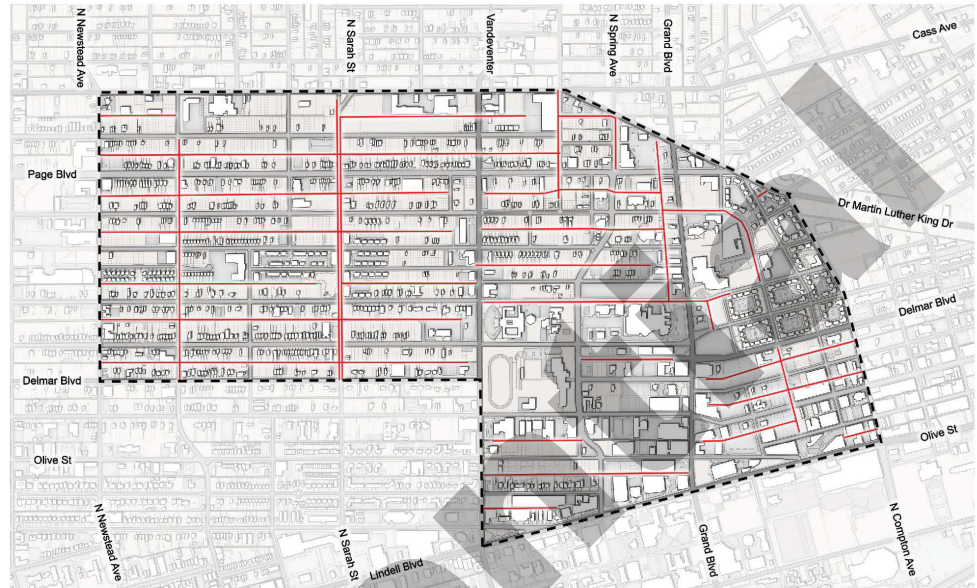 N Newstead Ave
N Sarah St
Vandeventer
N Spring Ave
Grand Blvd
Cass Ave
Page Blvd
Dr Martin Luther King Dr
Delmar Blvd
Delmar Blvd
Olive St
Olive St
N Newstead Ave
N Sarah St
Lindell Blvd
Grand Blvd
N Compton Ave